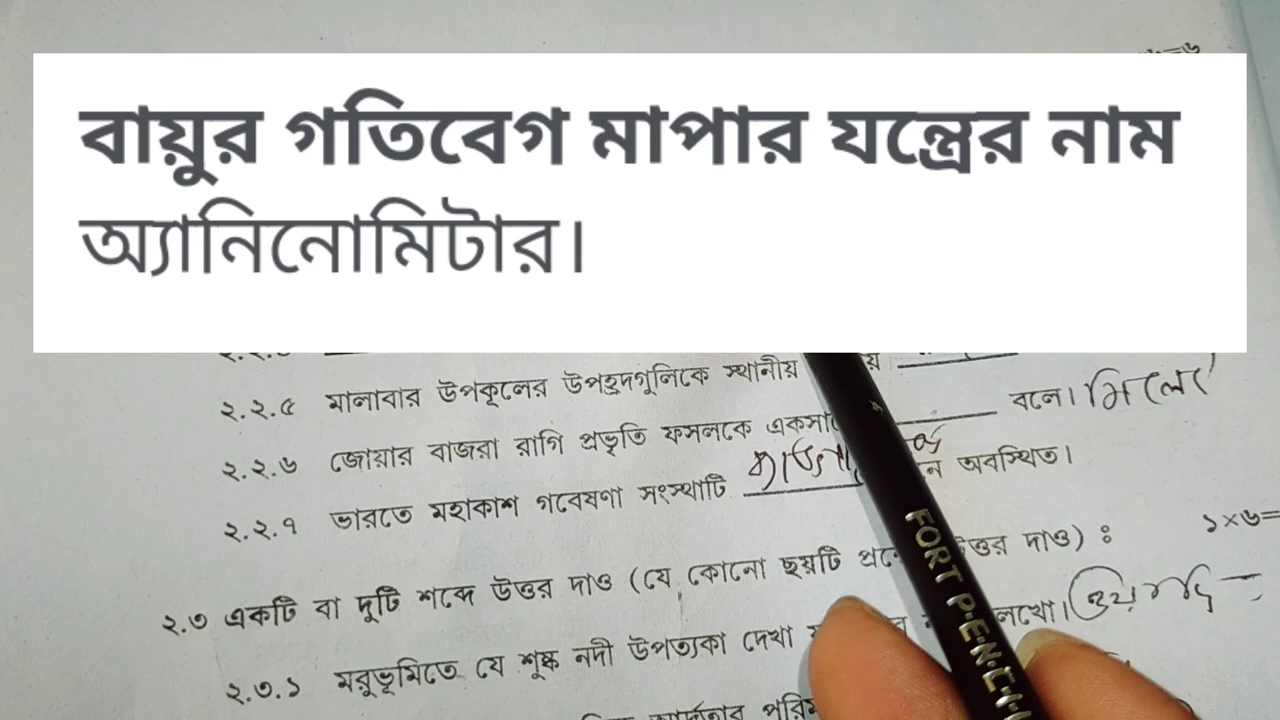 বায়ুর গতিবেগ মাপার যন্ত্রের নাম
অ্যানিনোমিটার।
২.২.৫ মালাবার উপকূলের উপহ্রদগুলিকে স্থানীয়
২.২.৬ জোয়ার বাজরা রাগি প্রভৃতি ফসলকে একসা বলে।
২.২.৭ ভারতে মহাকাশ গবেষণা সংস্থাটি অবস্থিত।
২.৩ একটি বা দুটি শব্দে উত্তর দাও (যে কোনো ছয়টি উত্তর দাও) : ১×৬=
২.৩.১ মরুভূমিতে যে শুষ্ক নদী উপত্যকা দেখা লেখো।
FORT P.E.N.C.I.